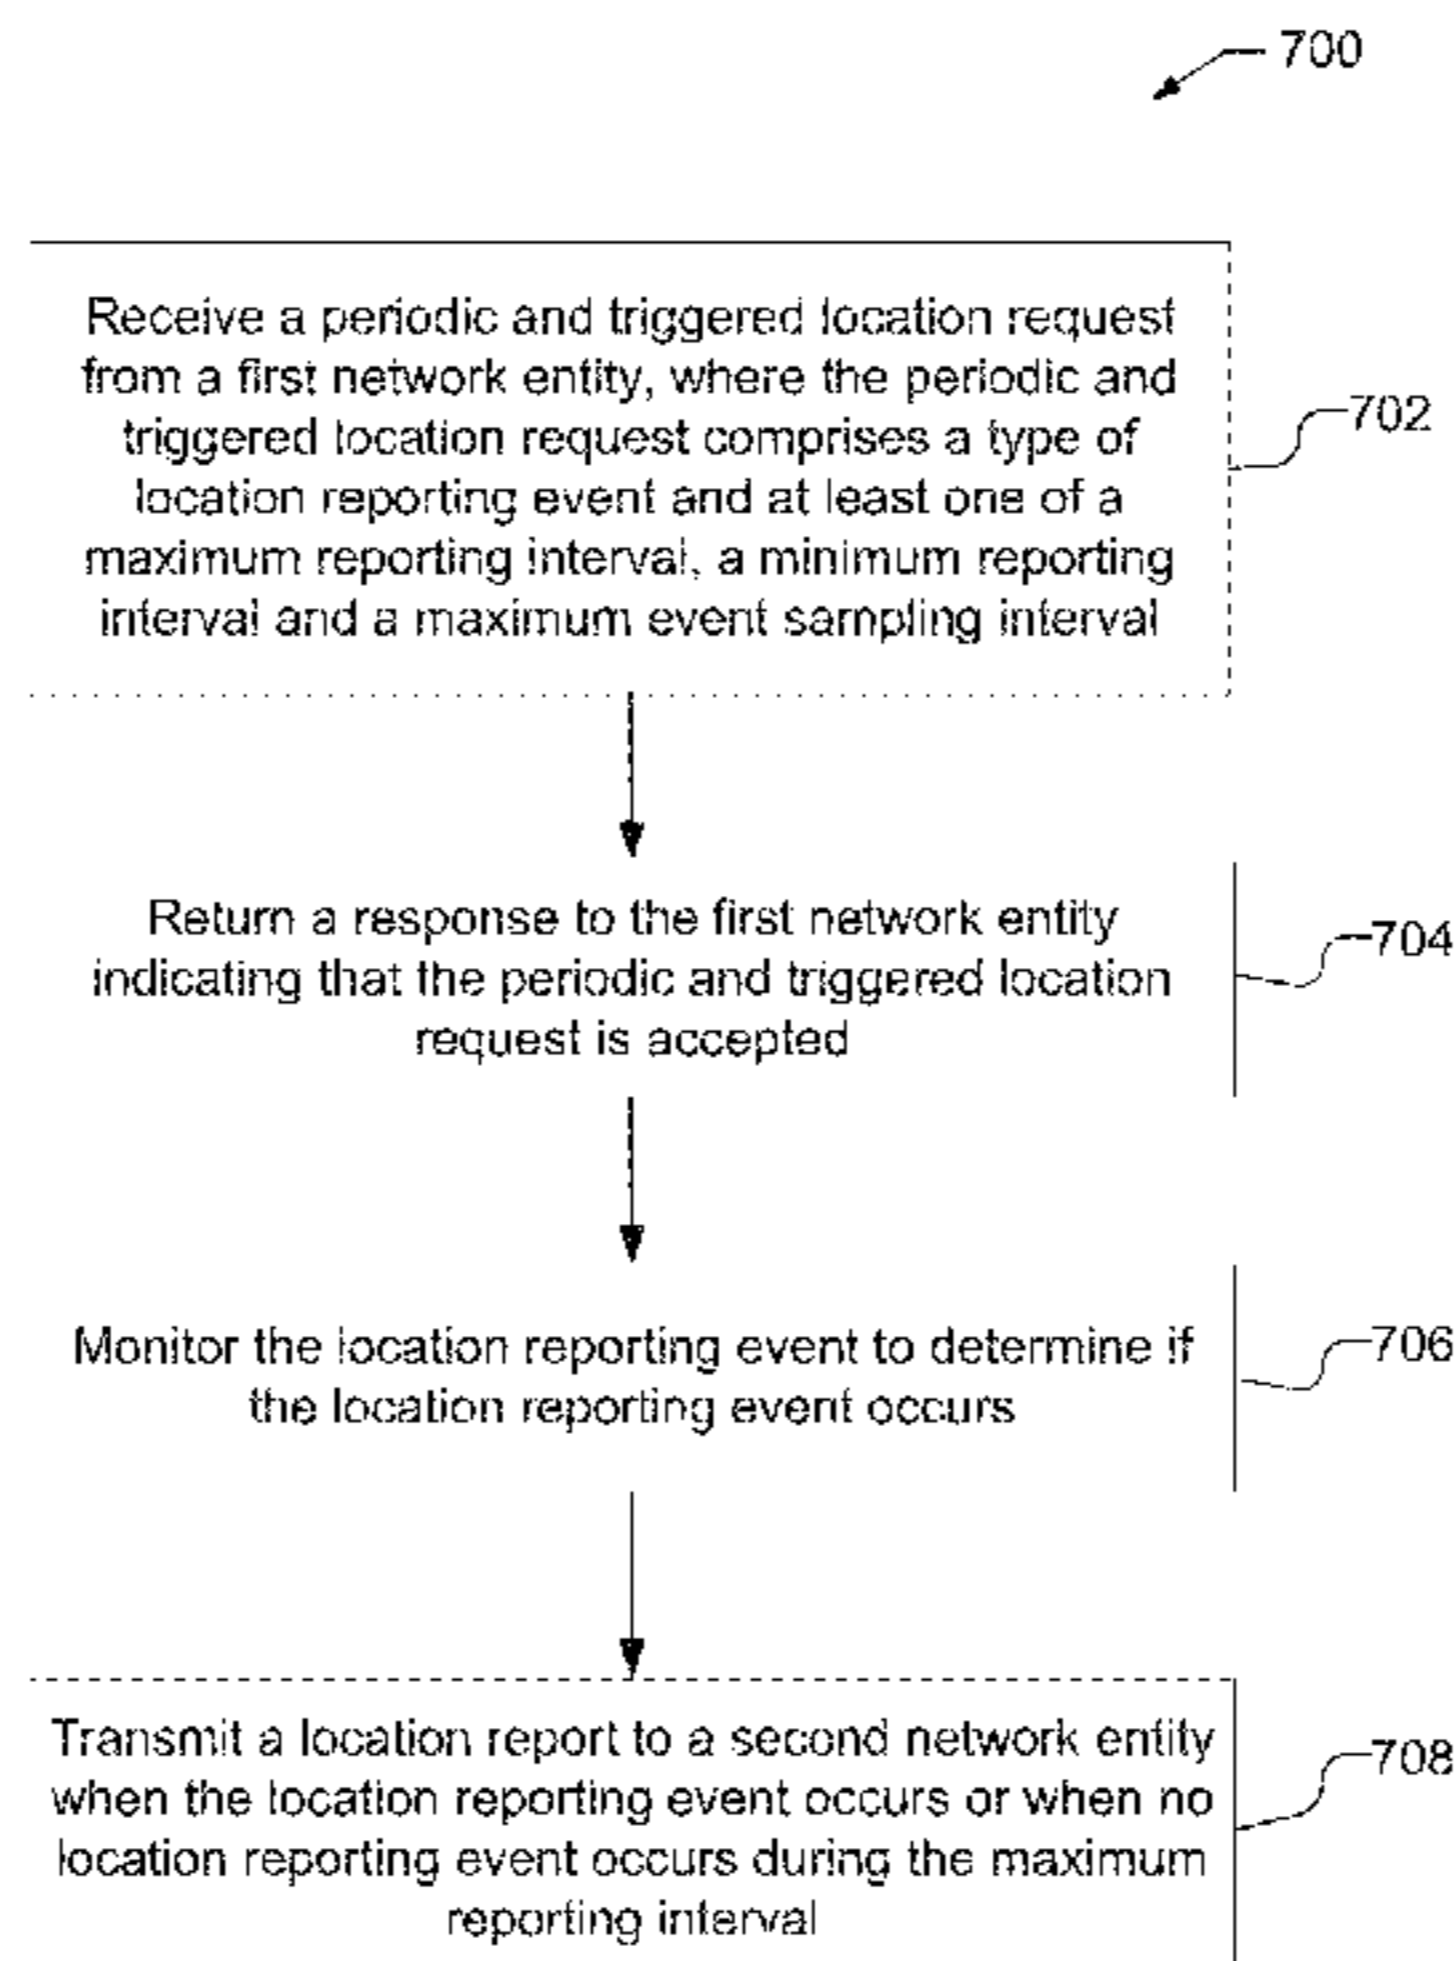 700
Receive a periodic and triggered location request
from a first network entity, where the periodic and
triggered location request comprises a type of
location reporting event and at least one of a
maximum reporting interval, a minimum reporting
interval and a maximum event sampling interval
702
Return a response to the first network entity
indicating that the periodic and triggered location
request is accepted
704
Monitor the location reporting event to determine if
the location reporting event occurs
706
Transmit a location report to a second network entity
when the location reporting event occurs or when no
location reporting event occurs during the maximum
reporting interval
708